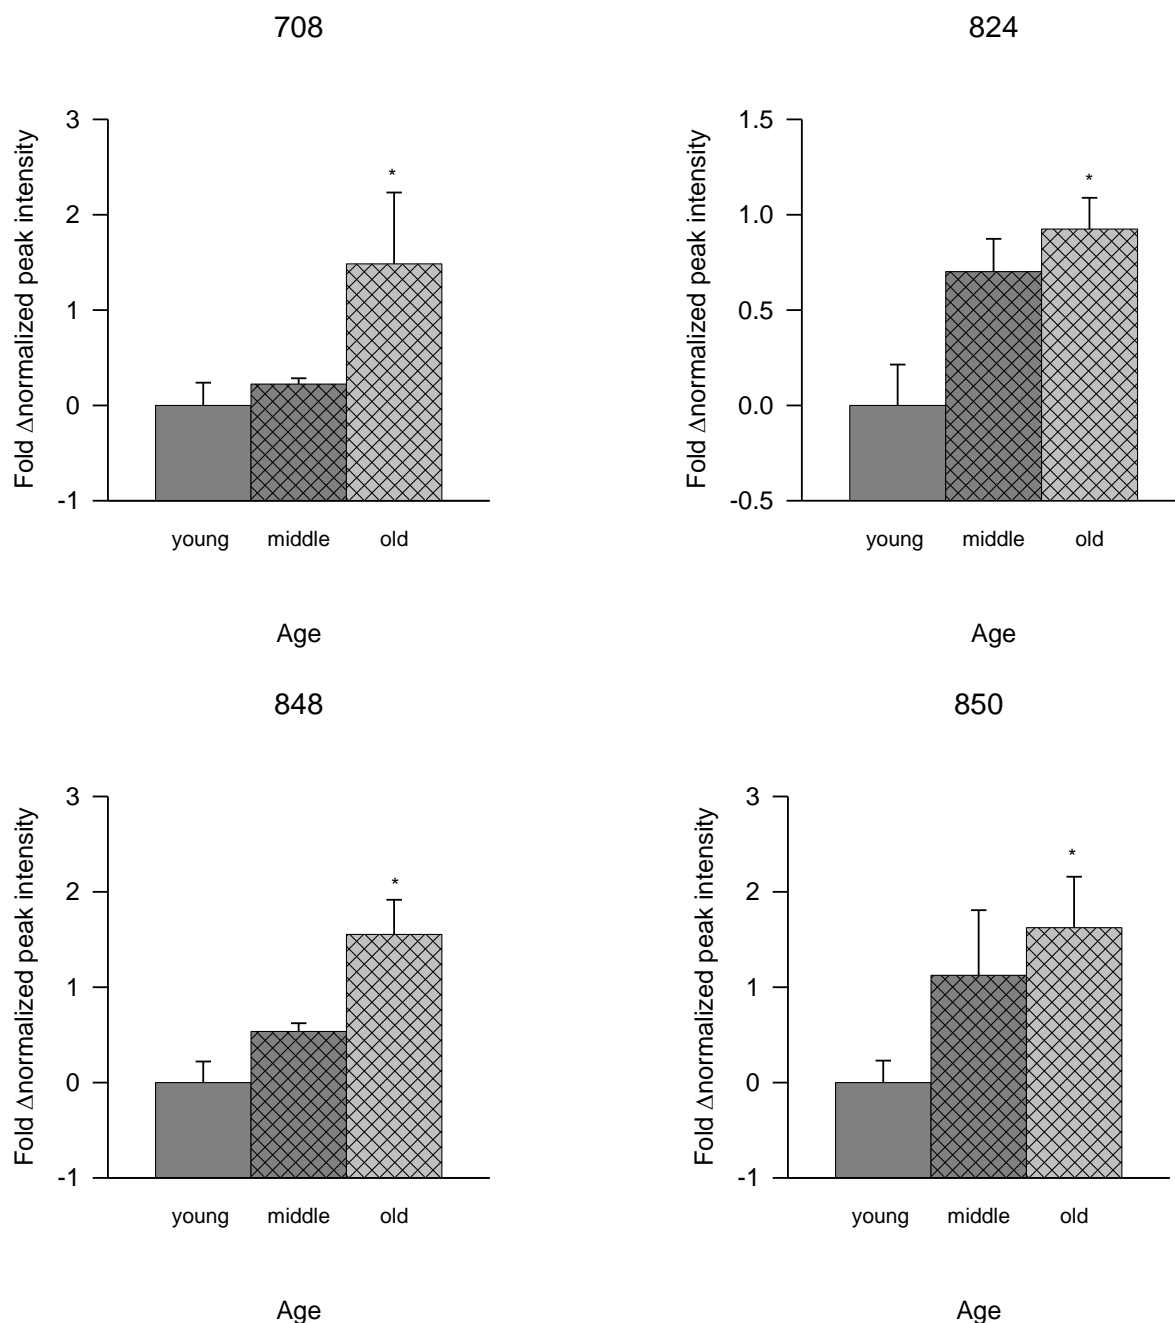 708
Fold Δnormalized peak intensity
3
2
1
0
-1
*
young middle old
Age
824
Fold Δnormalized peak intensity
1.5
1.0
0.5
0.0
-0.5
*
young middle old
Age
848
Fold Δnormalized peak intensity
3
2
1
0
-1
*
young middle old
Age
850
Fold Δnormalized peak intensity
3
2
1
0
-1
*
young middle old
Age